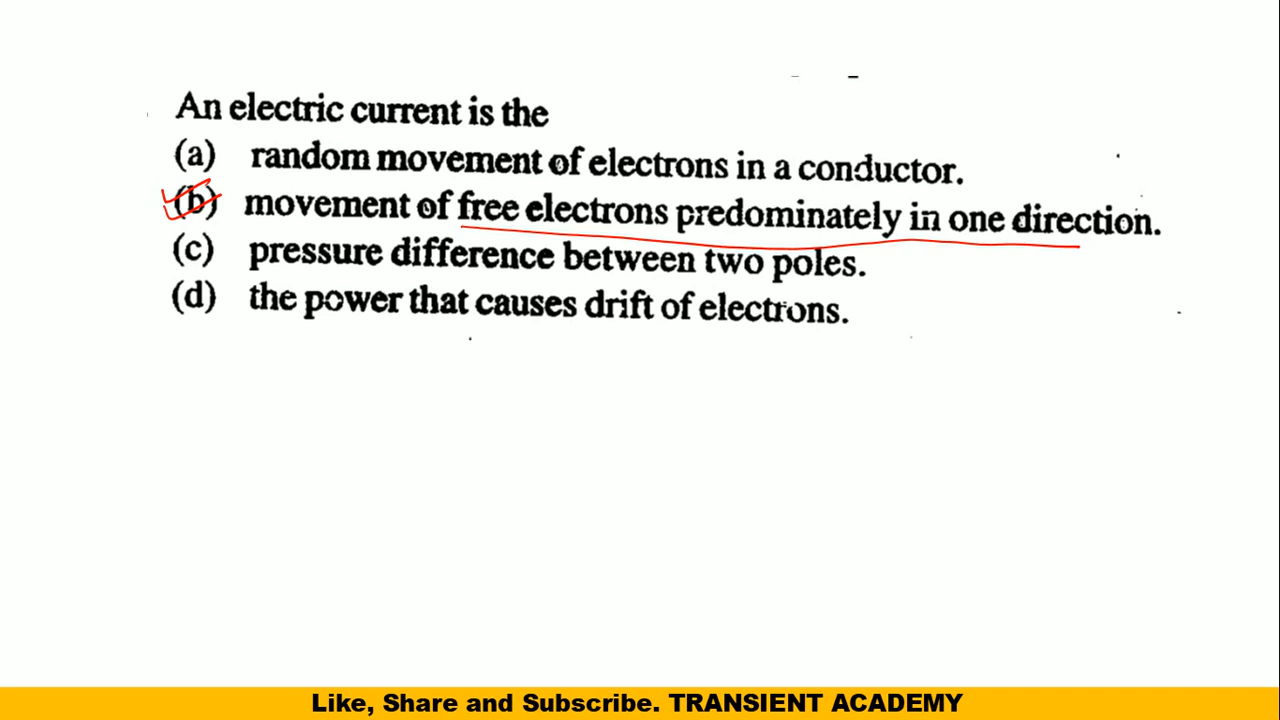 An electric current is the
(a) random movement of electrons in a conductor.
(b) movement of free electrons predominately in one direction.
(c) pressure difference between two poles.
(d) the power that causes drift of electrons.
Like, Share and Subscribe. TRANSIENT ACADEMY